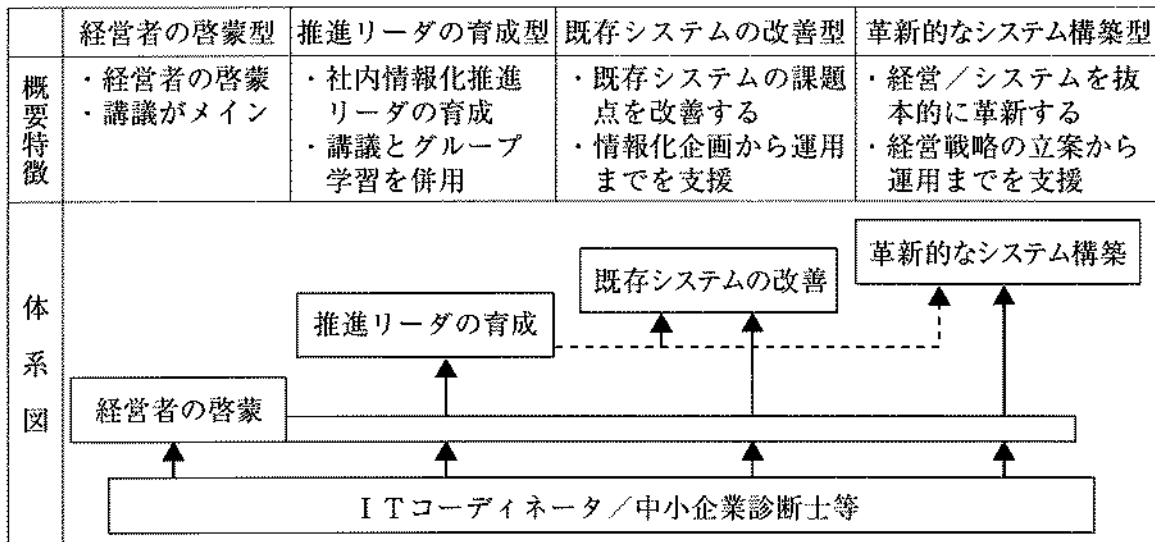 経営者の啓蒙型 推進リーダの育成型 既存システムの改善型 革新的なシステム構築型
概要特徴
・経営者の啓蒙
・講義がメイン
・社内情報化推進
リーダの育成
・講義とグループ
学習を併用
・既存システムの課題
点を改善する
・情報化企画から運用
までを支援
・経営／システムを抜
本的に革新する
・経営戦略の立案から
運用までを支援
体系図
革新的なシステム構築
既存システムの改善
推進リーダの育成
経営者の啓蒙
ＩＴコーディネータ／中小企業診断士等